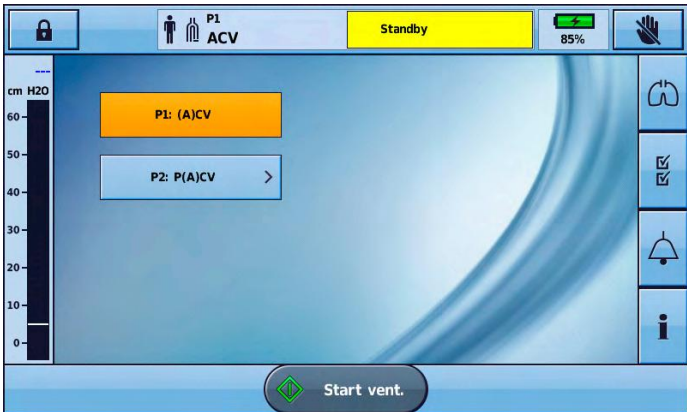 P1
ACV
Standby
85%
---
cm H2O
60
50
40
30
20
10
0
P1: (A)CV
P2: P(A)CV
Start vent.
i